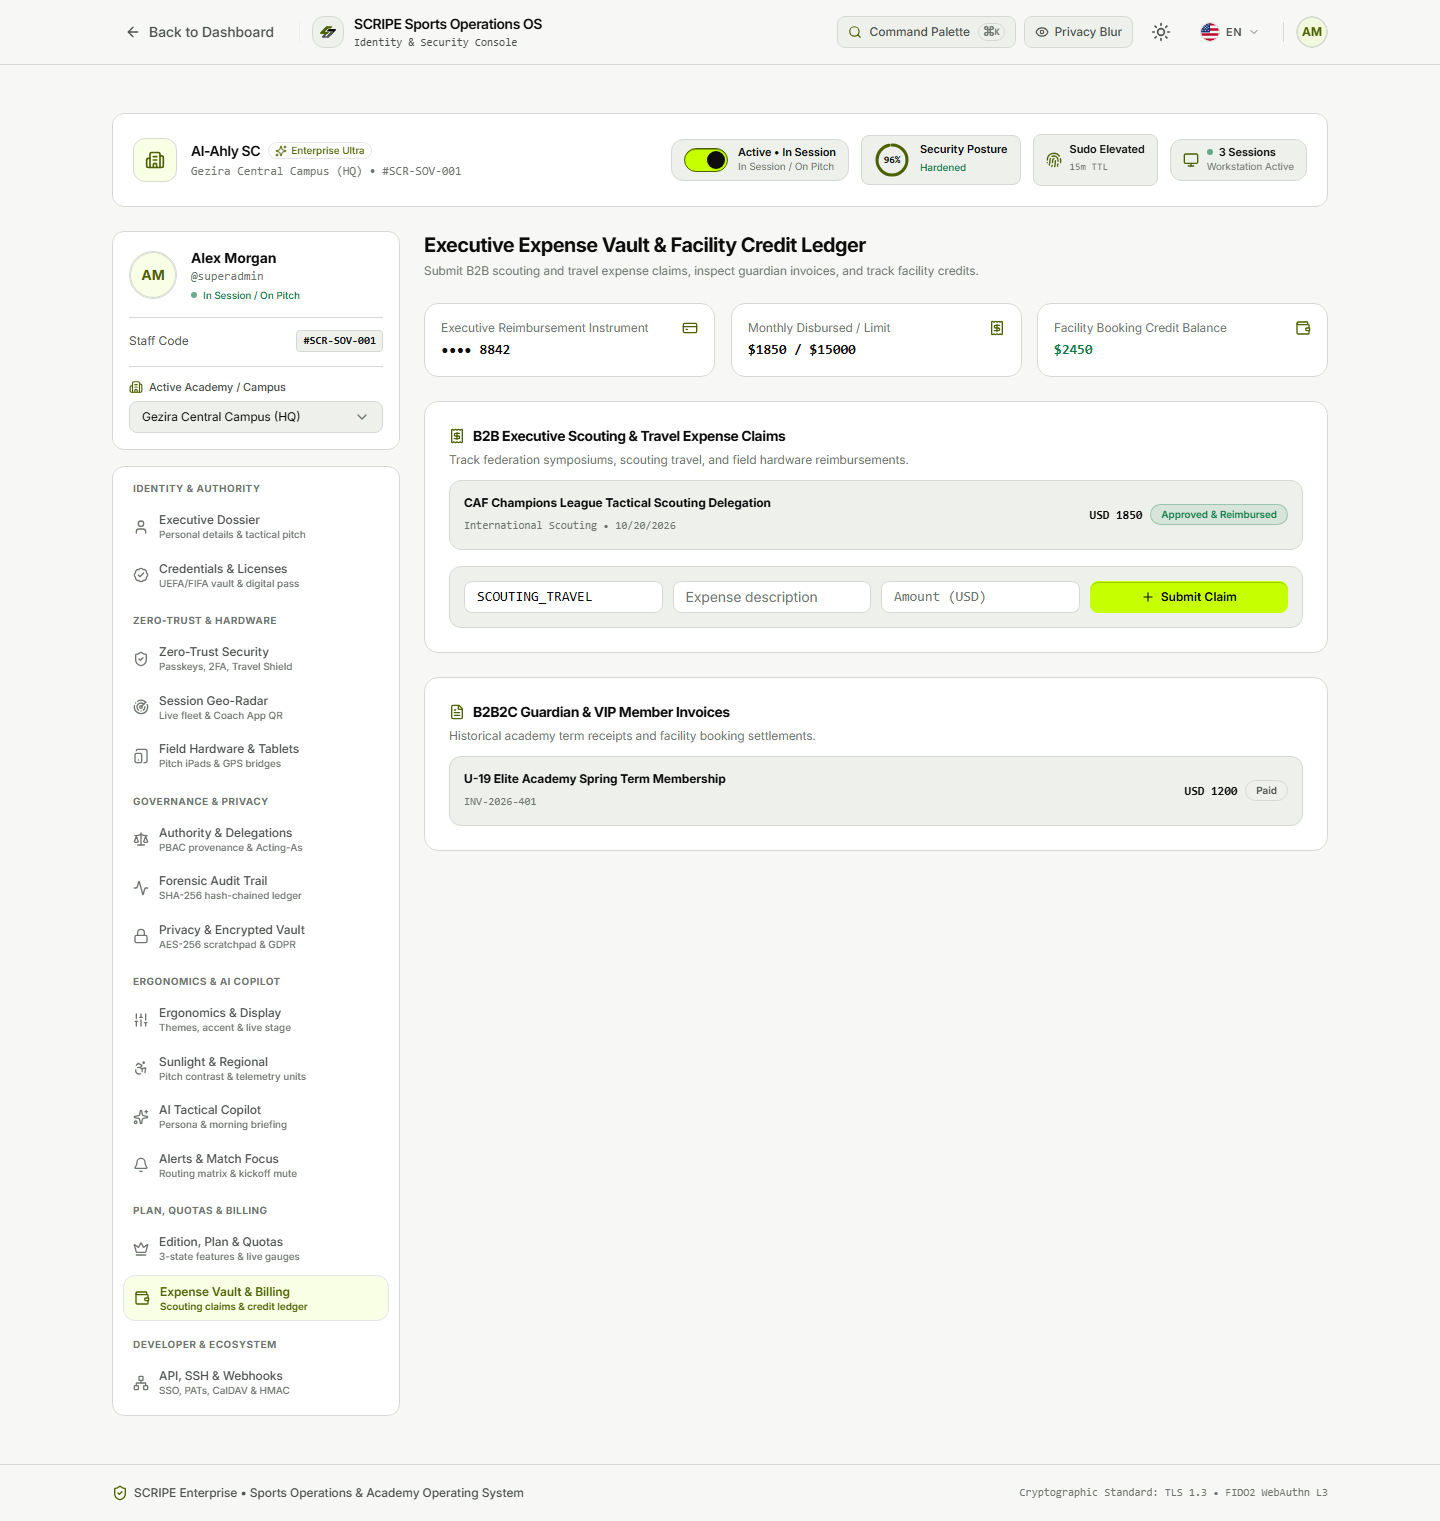 Back to Dashboard
SCRIPE Sports Operations OS
Identity & Security Console
Command Palette ⌘K
Privacy Blur
EN
AM
Al-Ahly SC
Enterprise Ultra
Gezira Central Campus (HQ) • #SCR-SOV-001
Active • In Session
In Session / On Pitch
96%
Security Posture
Hardened
Sudo Elevated
15m TTL
3 Sessions
Workstation Active
AM
Alex Morgan
@superadmin
In Session / On Pitch
Staff Code
#SCR-SOV-001
Active Academy / Campus
Gezira Central Campus (HQ)
IDENTITY & AUTHORITY
Executive Dossier
Personal details & tactical pitch
Credentials & Licenses
UEFA/FIFA vault & digital pass
ZERO-TRUST & HARDWARE
Zero-Trust Security
Passkeys, 2FA, Travel Shield
Session Geo-Radar
Live fleet & Coach App QR
Field Hardware & Tablets
Pitch iPads & GPS bridges
GOVERNANCE & PRIVACY
Authority & Delegations
PBAC provenance & Acting-As
Forensic Audit Trail
SHA-256 hash-chained ledger
Privacy & Encrypted Vault
AES-256 scratchpad & GDPR
ERGONOMICS & AI COPILOT
Ergonomics & Display
Themes, accent & live stage
Sunlight & Regional
Pitch contrast & telemetry units
AI Tactical Copilot
Persona & morning briefing
Alerts & Match Focus
Routing matrix & kickoff mute
PLAN, QUOTAS & BILLING
Edition, Plan & Quotas
3-state features & live gauges
Expense Vault & Billing
Scouting claims & credit ledger
DEVELOPER & ECOSYSTEM
API, SSH & Webhooks
SSO, PATs, CalDAV & HMAC
Executive Expense Vault & Facility Credit Ledger
Submit B2B scouting and travel expense claims, inspect guardian invoices, and track facility credits.
Executive Reimbursement Instrument
•••• 8842
Monthly Disbursed / Limit
$1850 / $15000
Facility Booking Credit Balance
$2450
B2B Executive Scouting & Travel Expense Claims
Track federation symposiums, scouting travel, and field hardware reimbursements.
CAF Champions League Tactical Scouting Delegation
International Scouting • 10/20/2026
USD 1850
Approved & Reimbursed
SCOUTING_TRAVEL
Expense description
Amount (USD)
Submit Claim
B2B2C Guardian & VIP Member Invoices
Historical academy term receipts and facility booking settlements.
U-19 Elite Academy Spring Term Membership
INV-2026-401
USD 1200
Paid
SCRIPE Enterprise • Sports Operations & Academy Operating System
Cryptographic Standard: TLS 1.3 • FIDO2 WebAuthn L3